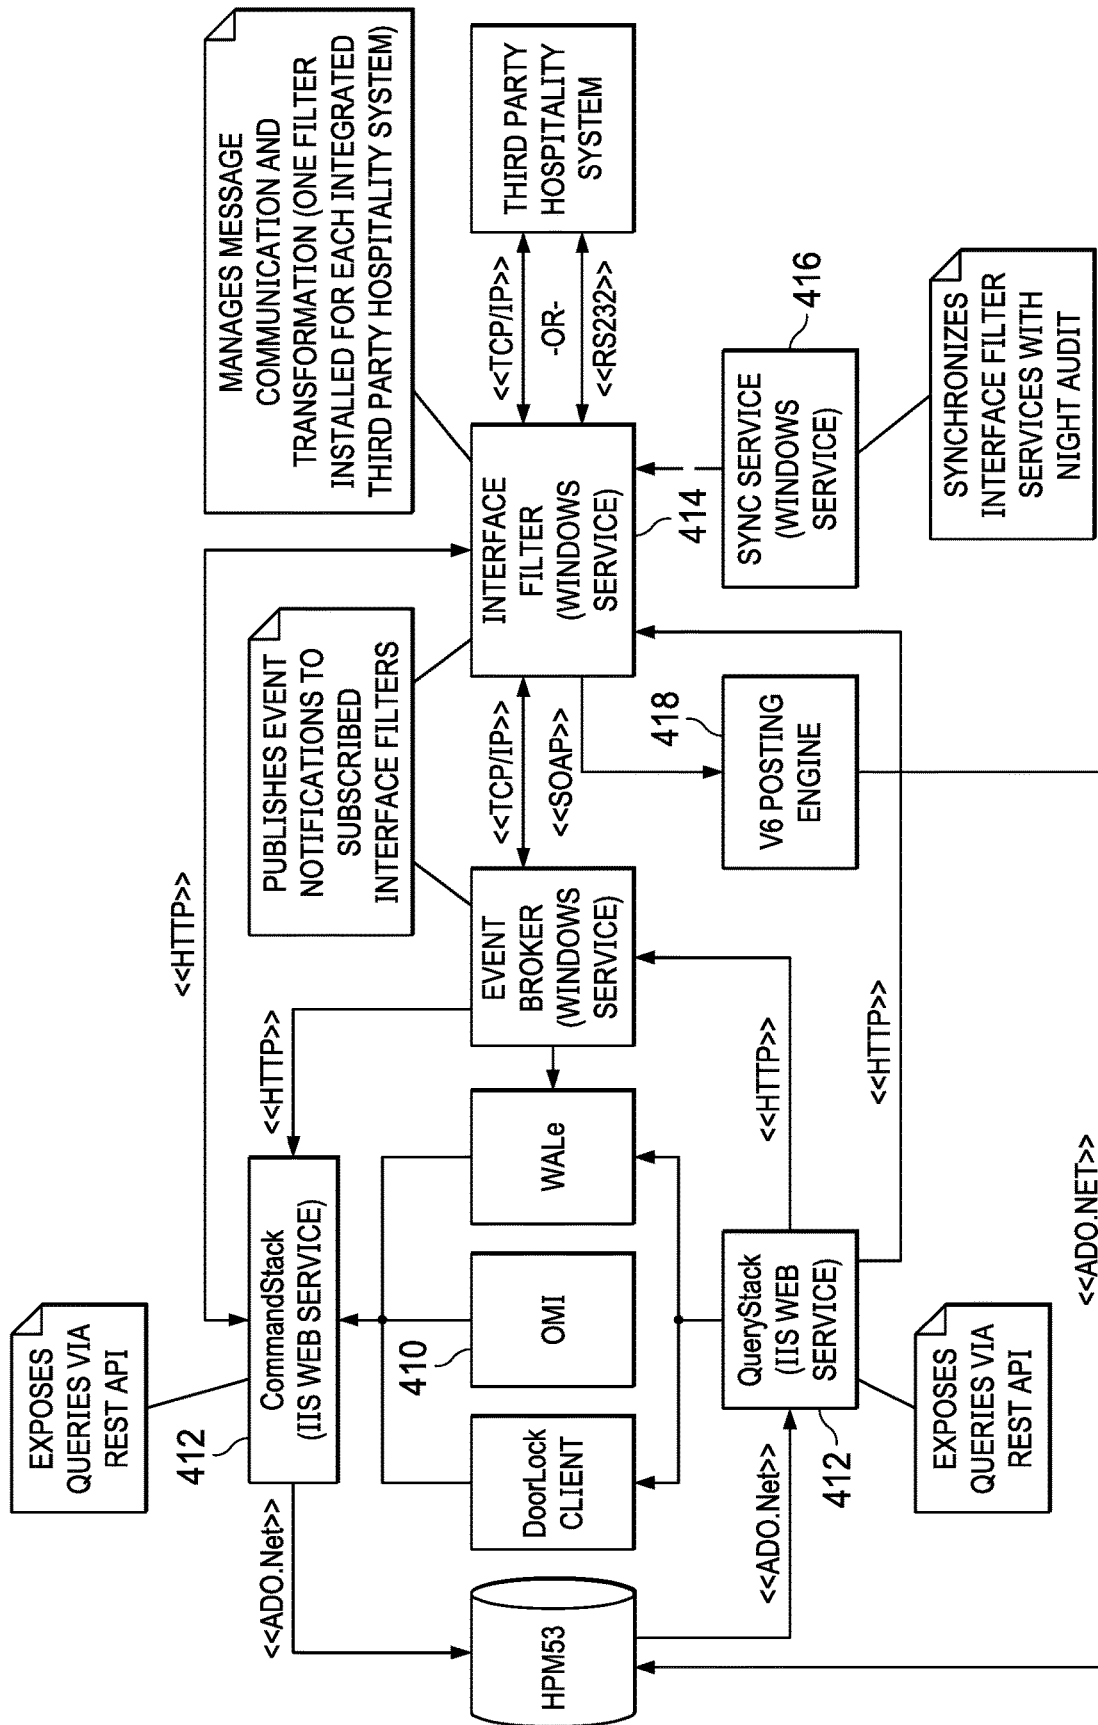 EXPOSES
QUERIES VIA
REST API
412
CommandStack
(IIS WEB SERVICE)
<<HTTP>>
<<HTTP>>
<<ADO.Net>>
MANAGES MESSAGE
COMMUNICATION AND
TRANSFORMATION (ONE FILTER
INSTALLED FOR EACH INTEGRATED
THIRD PARTY HOSPITALITY SYSTEM)
PUBLISHES EVENT
NOTIFICATIONS TO
SUBSCRIBED
INTERFACE FILTERS
HPM53
DoorLock
CLIENT
410
OMI
WALe
EVENT
BROKER
(WINDOWS
SERVICE)
<<TCP/IP>>
<<SOAP>>
INTERFACE
FILTER
(WINDOWS
SERVICE)
414
<<TCP/IP>>
-OR-
<<RS232>>
THIRD PARTY
HOSPITALITY
SYSTEM
<<ADO.Net>>
412
QueryStack
(IIS WEB
SERVICE)
<<HTTP>>
<<HTTP>>
418
V6 POSTING
ENGINE
416
SYNC SERVICE
(WINDOWS
SERVICE)
EXPOSES
QUERIES VIA
REST API
SYNCHRONIZES
INTERFACE FILTER
SERVICES WITH
NIGHT AUDIT
<<ADO.NET>>